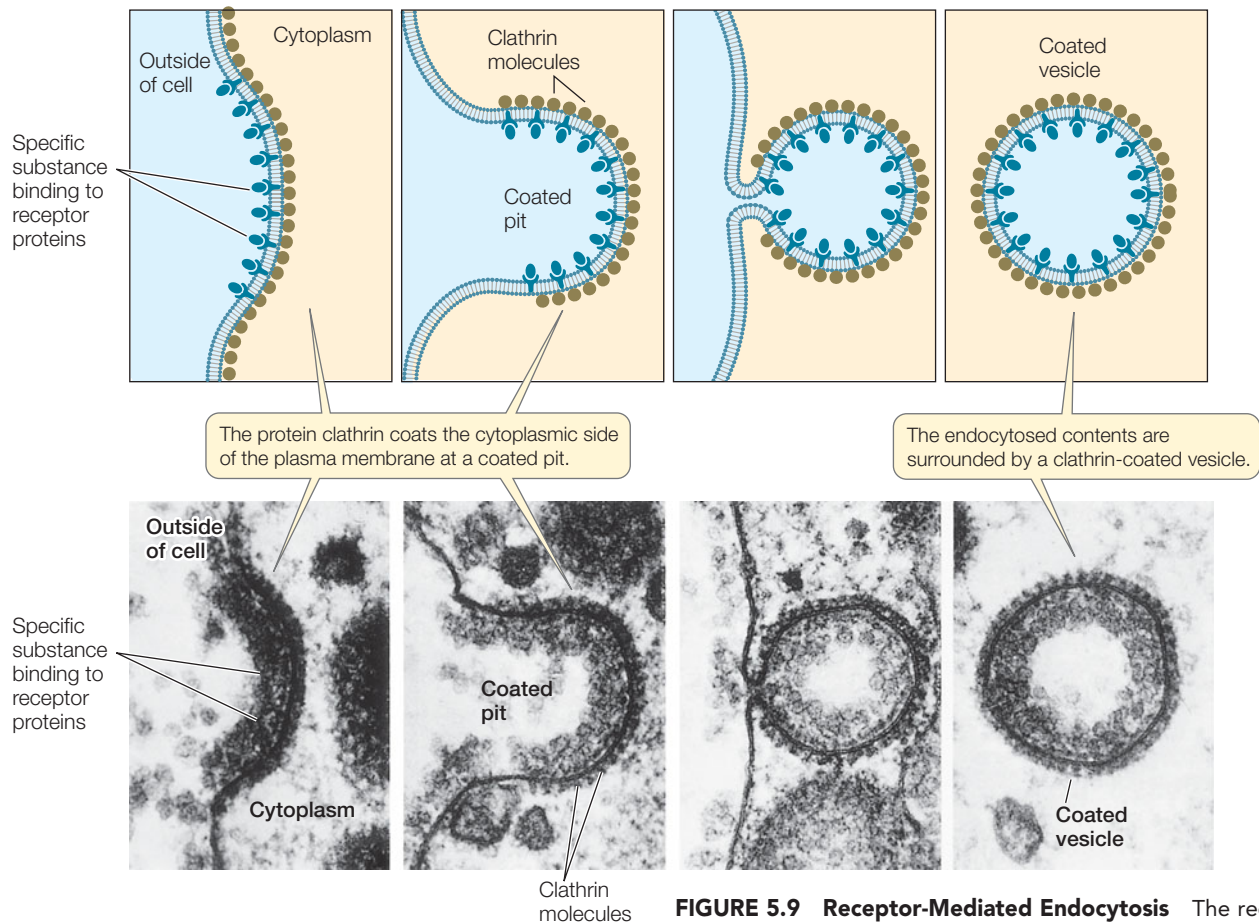 Cytoplasm
Outside
of cell
Clathrin
molecules
Coated
vesicle
Specific
substance
binding to
receptor
proteins
Coated
pit
The protein clathrin coats the cytoplasmic side
of the plasma membrane at a coated pit.
The endocytosed contents are
surrounded by a clathrin-coated vesicle.
Outside
of cell
Specific
substance
binding to
receptor
proteins
Coated
pit
Cytoplasm
Coated
vesicle
Clathrin
molecules
FIGURE 5.9 Receptor-Mediated Endocytosis The